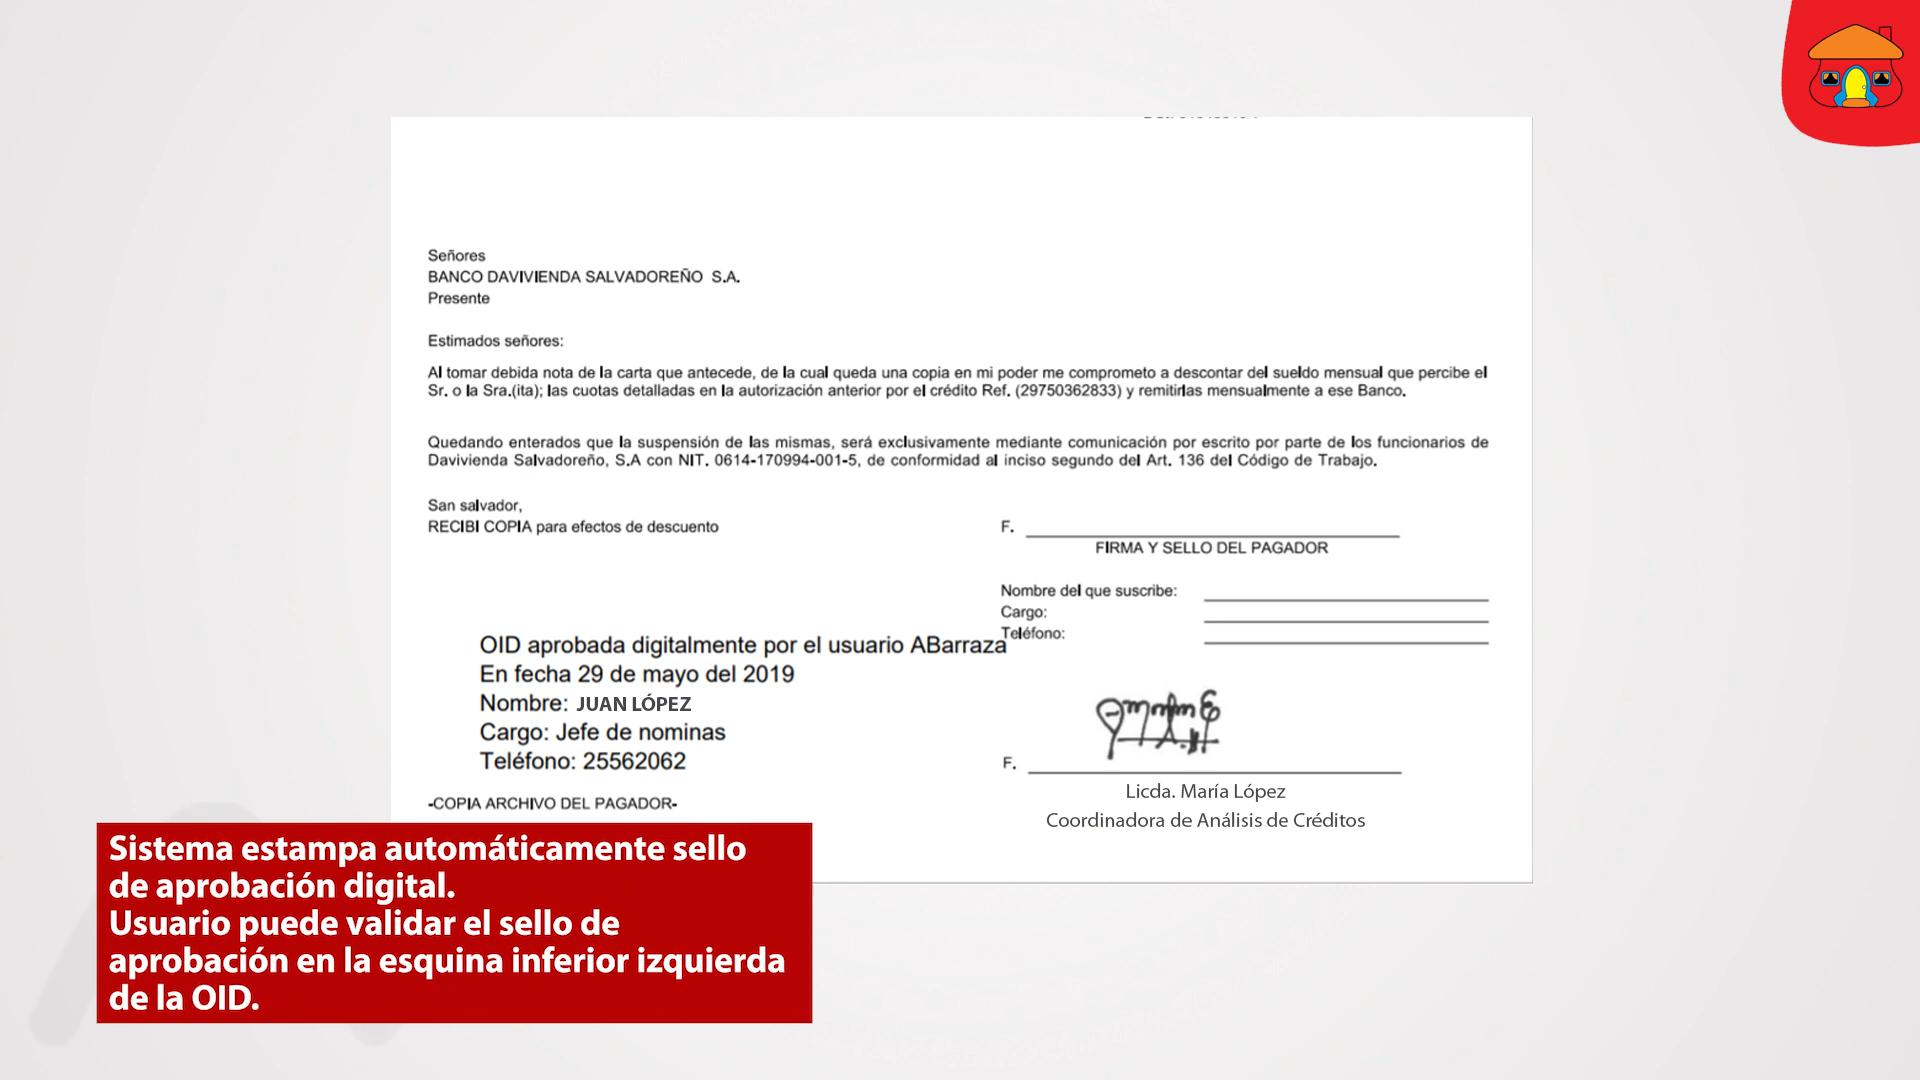 Señores
BANCO DAVIVIENDA SALVADOREÑO S.A.
Presente
Estimados señores:
Al tomar debida nota de la carta que antecede, de la cual queda una copia en mi poder me comprometo a descontar del sueldo mensual que percibe el
Sr. o la Sra.(ita); las cuotas detalladas en la autorización anterior por el crédito Ref. (29750362833) y remitirlas mensualmente a ese Banco.
Quedando enterados que la suspensión de las mismas, será exclusivamente mediante comunicación por escrito por parte de los funcionarios de
Davivienda Salvadoreño, S.A con NIT. 0614-170994-001-5, de conformidad al inciso segundo del Art. 136 del Código de Trabajo.
San salvador,
RECIBI COPIA para efectos de descuento
F.
FIRMA Y SELLO DEL PAGADOR
Nombre del que suscribe:
Cargo:
Teléfono:
OID aprobada digitalmente por el usuario ABarraza
En fecha 29 de mayo del 2019
Nombre: JUAN LÓPEZ
Cargo: Jefe de nominas
Teléfono: 25562062
F.
Licda. María López
Coordinadora de Análisis de Créditos
-COPIA ARCHIVO DEL PAGADOR-
Sistema estampa automáticamente sello
de aprobación digital.
Usuario puede validar el sello de
aprobación en la esquina inferior izquierda
de la OID.